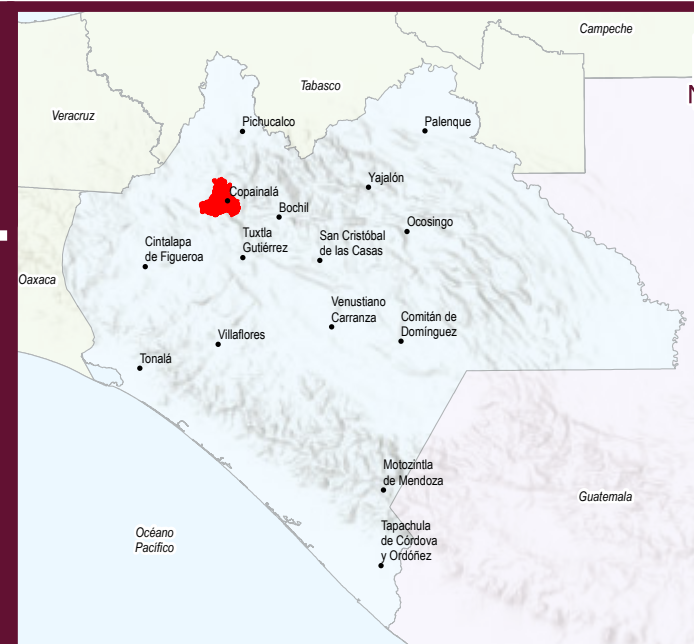 Campeche
Tabasco
N
Veracruz
Pichucalco
Palenque
Yajalón
Copainalá
Bochil
Ocosingo
Tuxtla
Gutiérrez
San Cristóbal
de las Casas
Cintalapa
de Figueroa
Oaxaca
Venustiano
Carranza
Comitán de
Domínguez
Villaflores
Tonalá
Motozintla
de Mendoza
Guatemala
Océano
Pacífico
Tapachula
de Córdova
y Ordóñez